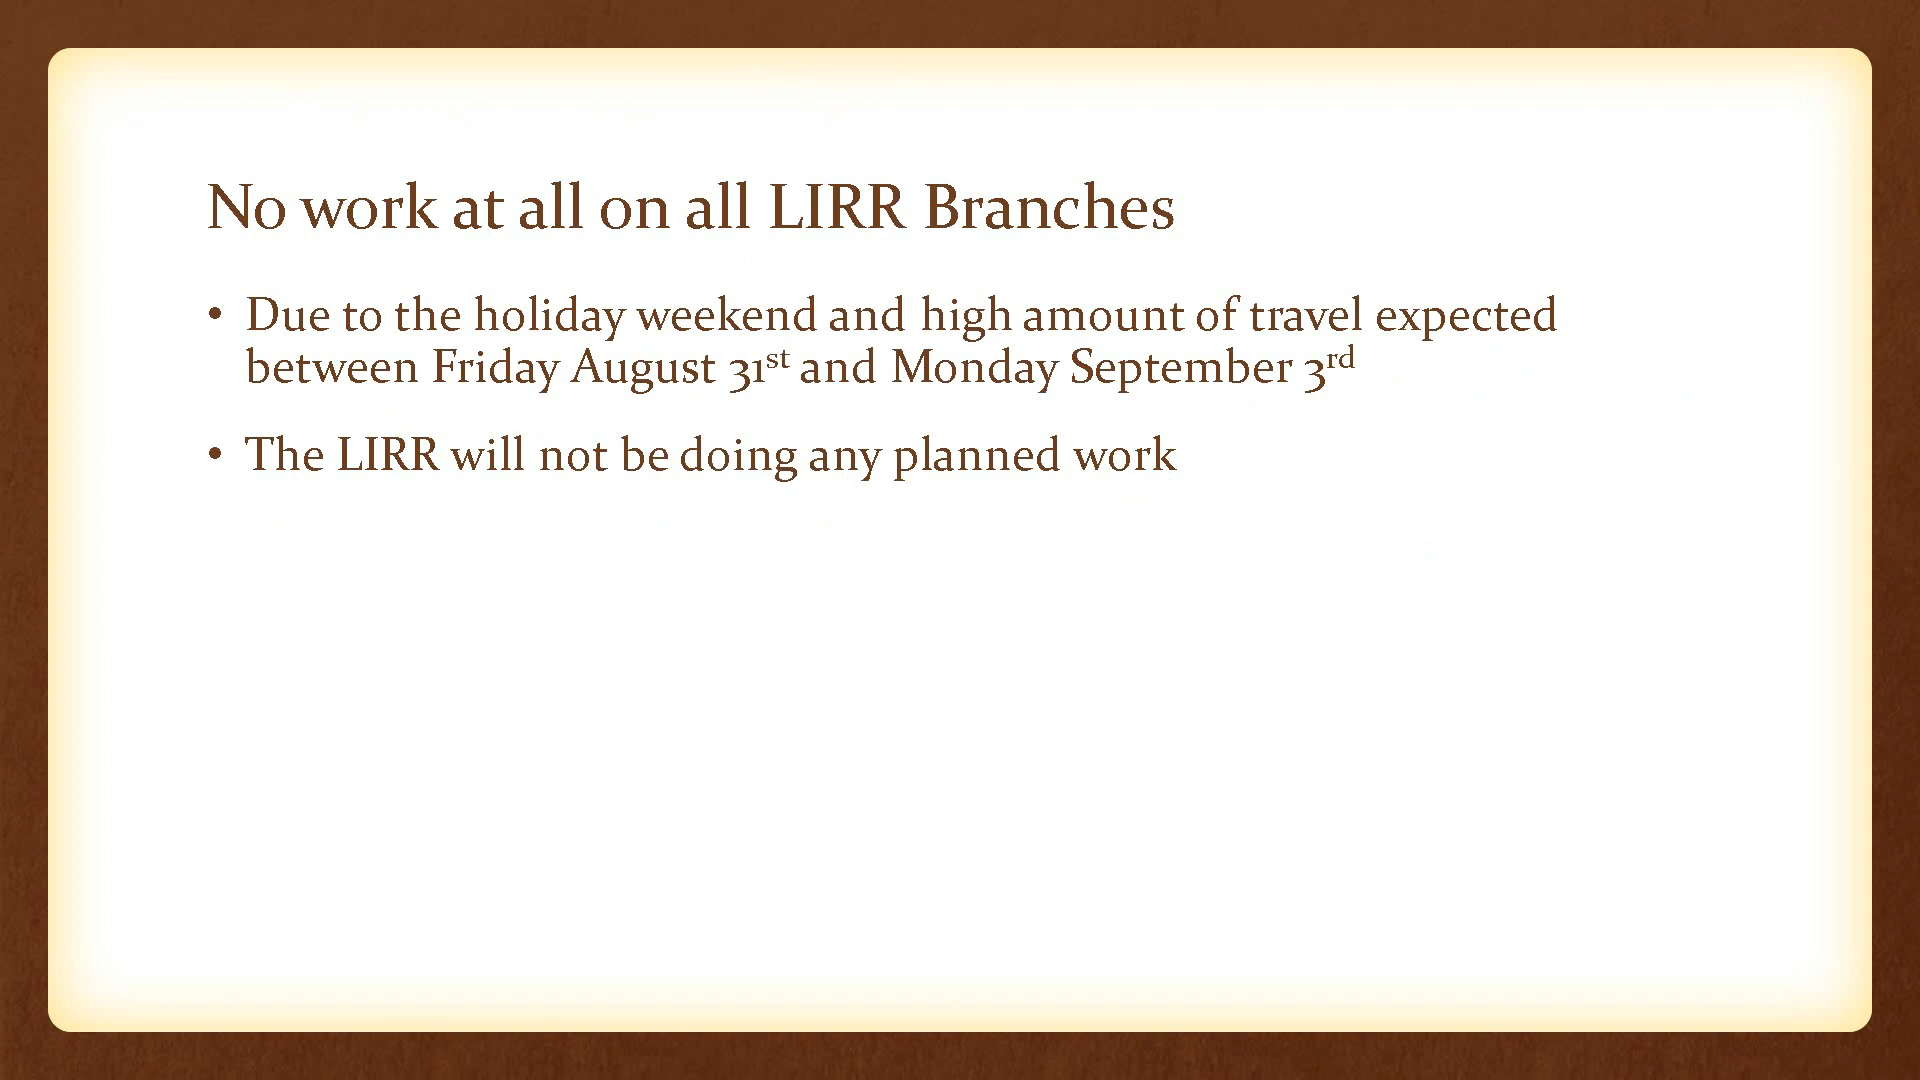 No work at all on all LIRR Branches
• Due to the holiday weekend and high amount of travel expected
between Friday August 31st and Monday September 3rd
• The LIRR will not be doing any planned work